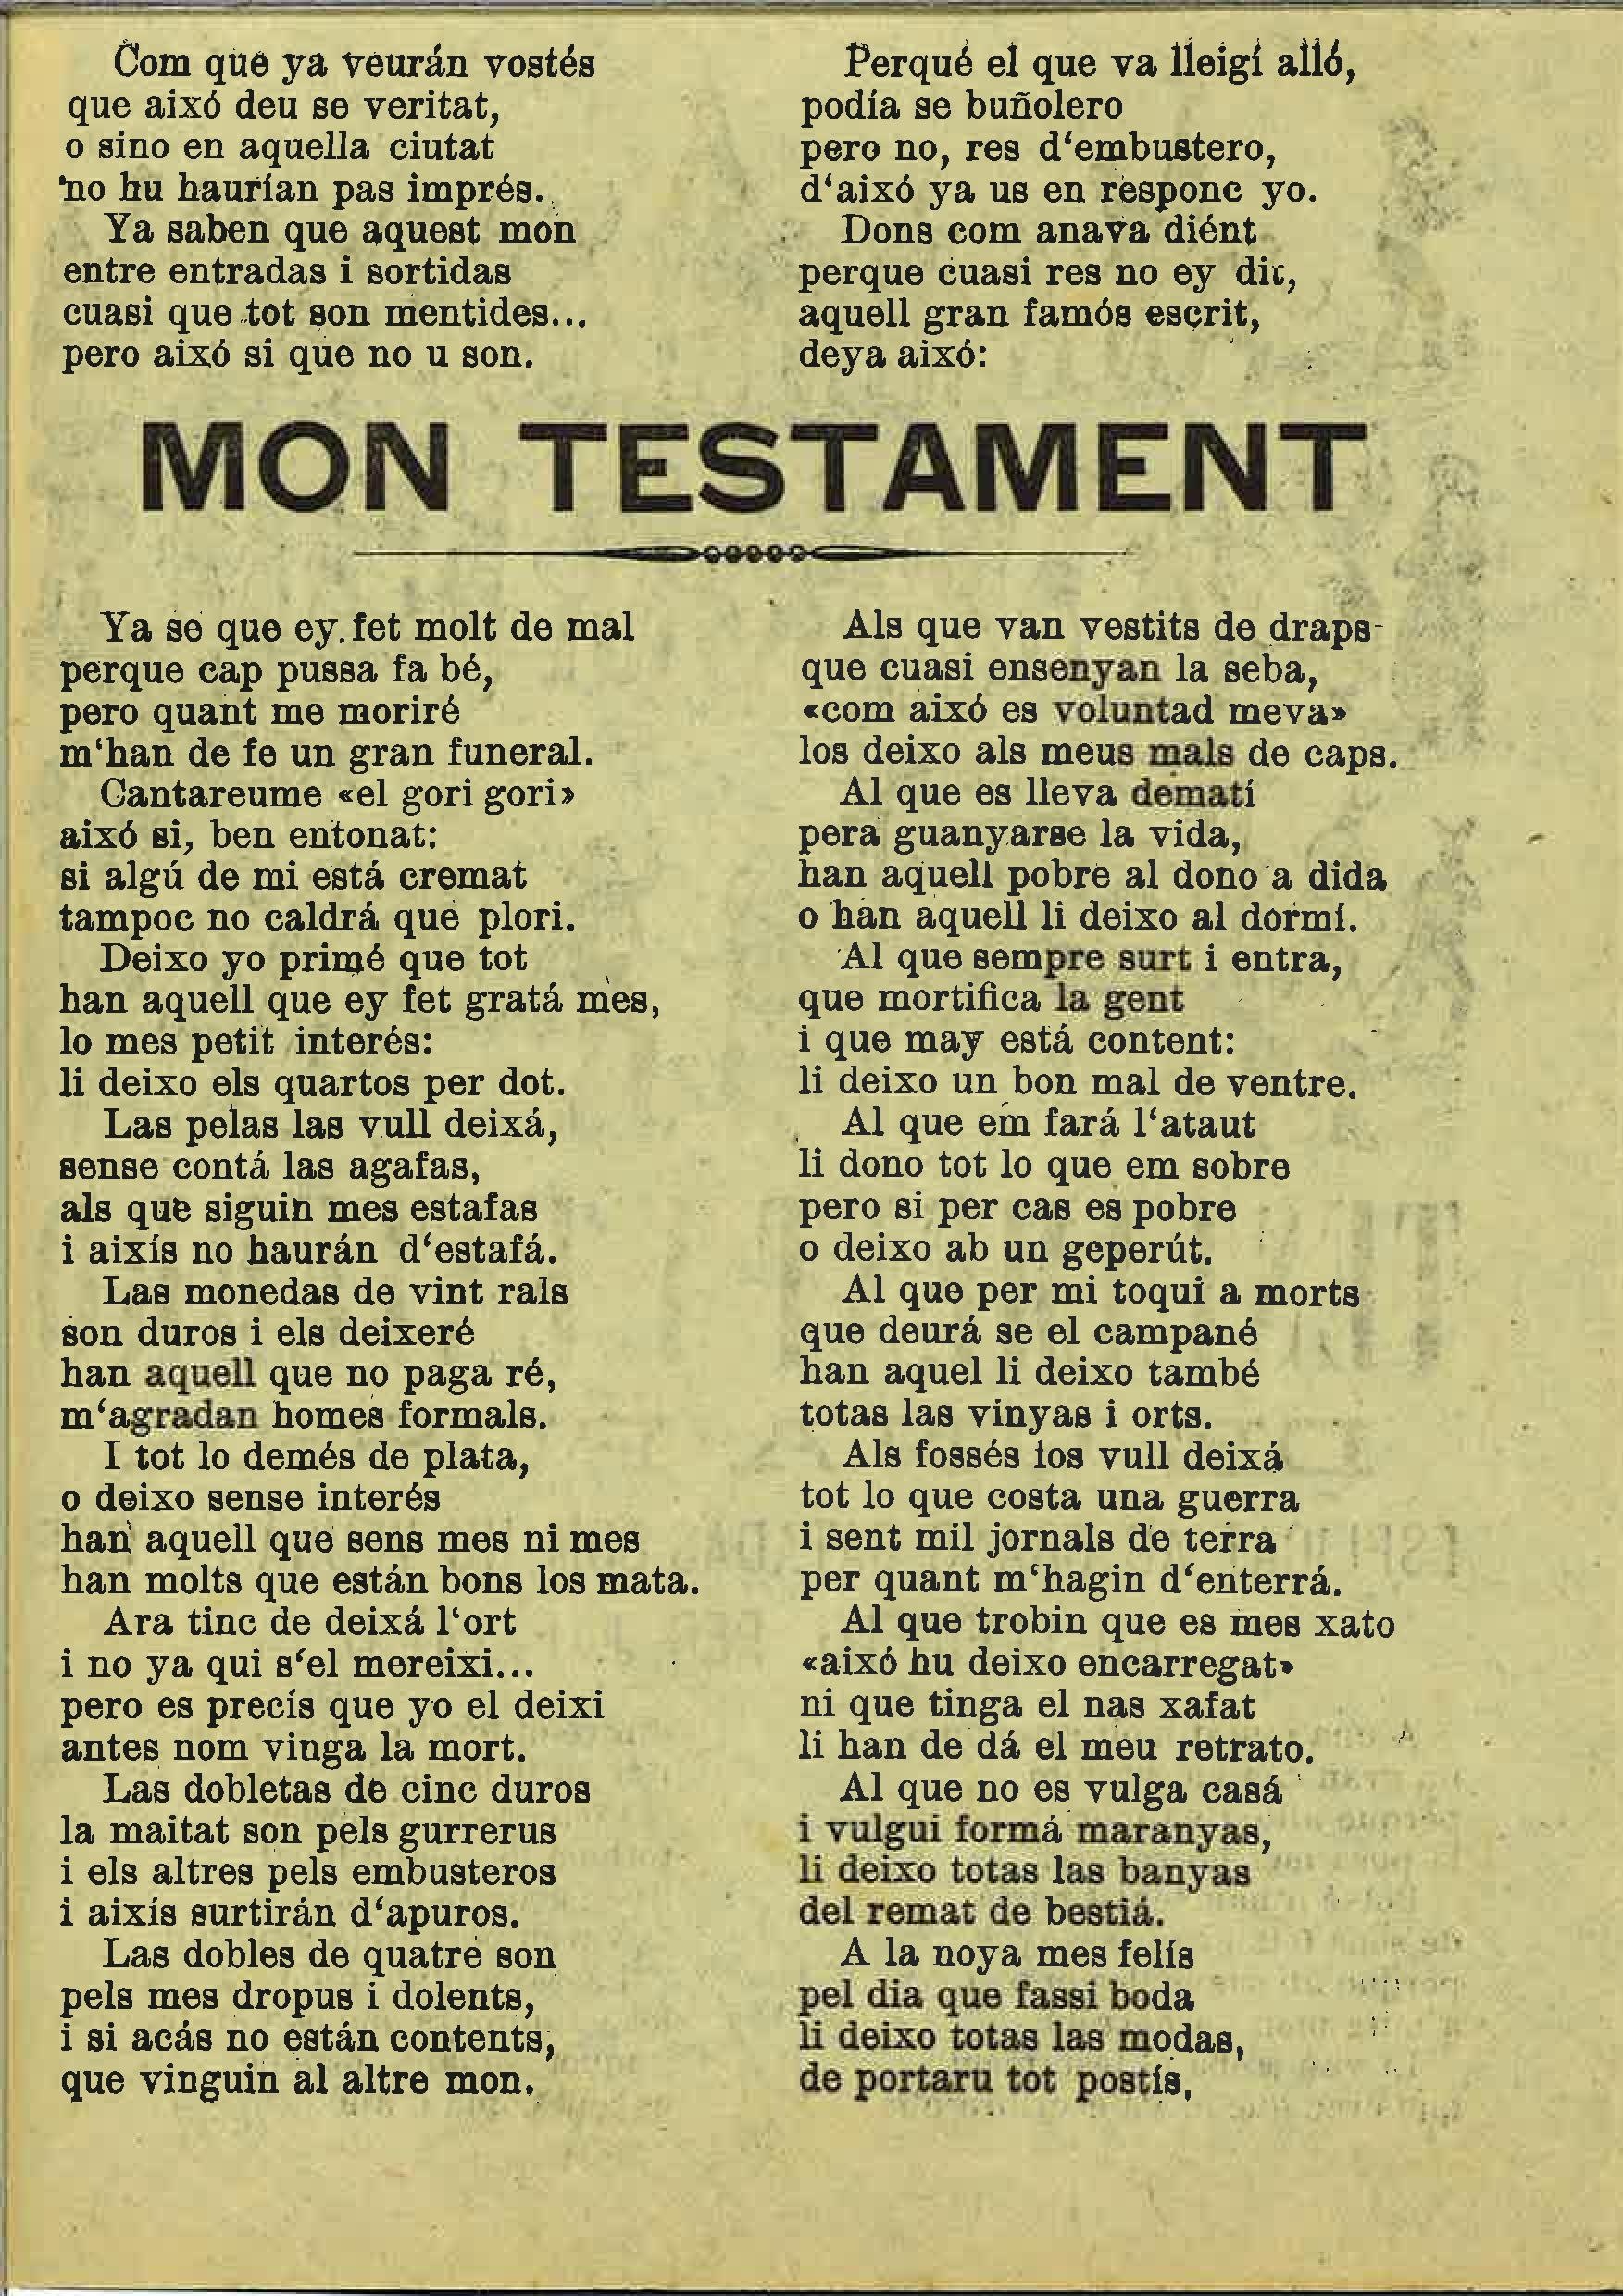 Com que ya veurán vostés
que aixó deu se veritat,
o sino en aquella ciutat
no hu haurían pas imprés.
Ya saben que aquest mon
entre entradas i sortidas
cuasi que tot son mentides...
pero aixó si que no u son.
Perqué el que va lleigí alló,
podía se buñolero
pero no, res d‘embustero,
d‘aixó ya us en responc yo.
Dons com anava diént
perque cuasi res no ey dit,
aquell gran famós escrit,
deya aixó:
MON TESTAMENT
Ya se que ey fet molt de mal
perque cap pussa fa bé,
pero quant me moriré
m‘han de fe un gran funeral.
Cantareume «el gori gori»
aixó si, ben entonat:
si algú de mi está cremat
tampoc no caldrá que plori.
Deixo yo primé que tot
han aquell que ey fet gratá mes,
lo mes petit interés:
li deixo els quartos per dot.
Las pelas las vull deixá,
sense contá las agafas,
als que siguin mes estafas
i aixís no haurán d‘estafá.
Las monedas de vint rals
son duros i els deixeré
han aquell que no paga ré,
m‘agradan homes formals.
I tot lo demés de plata,
o deixo sense interés
han aquell que sens mes ni mes
han molts que están bons los mata.
Ara tinc de deixá l‘ort
i no ya qui s‘el mereixi...
pero es precís que yo el deixi
antes nom vinga la mort.
Las dobletas de cinc duros
la maitat son pels gurrerus
i els altres pels embusteros
i aixís surtirán d‘apuros.
Las dobles de quatre son
pels mes dropus i dolents,
i si acás no están contents,
que vinguin al altre mon.
Als que van vestits de draps
que cuasi ensenyan la seba,
«com aixó es voluntad meva»
los deixo als meus mals de caps.
Al que es lleva dematí
pera guanyarse la vida,
han aquell pobre al dono a dida
o han aquell li deixo al dormí.
Al que sempre surt i entra,
que mortifica la gent
i que may está content:
li deixo un bon mal de ventre.
Al que em fará l‘ataut
li dono tot lo que em sobre
pero si per cas es pobre
o deixo ab un geperút.
Al que per mi toqui a morts
que deurá se el campané
han aquel li deixo també
totas las vinyas i orts.
Als fossés los vull deixá
tot lo que costa una guerra
i sent mil jornals de terra
per quant m‘hagin d‘enterrá.
Al que trobin que es mes xato
«aixó hu deixo encarregat»
ni que tinga el nas xafat
li han de dá el meu retrato.
Al que no es vulga casá
i vulgui formá maranyas,
li deixo totas las banyas
del remat de bestiá.
A la noya mes felís
pel dia que fassi boda
li deixo totas las modas,
de portaru tot postís,